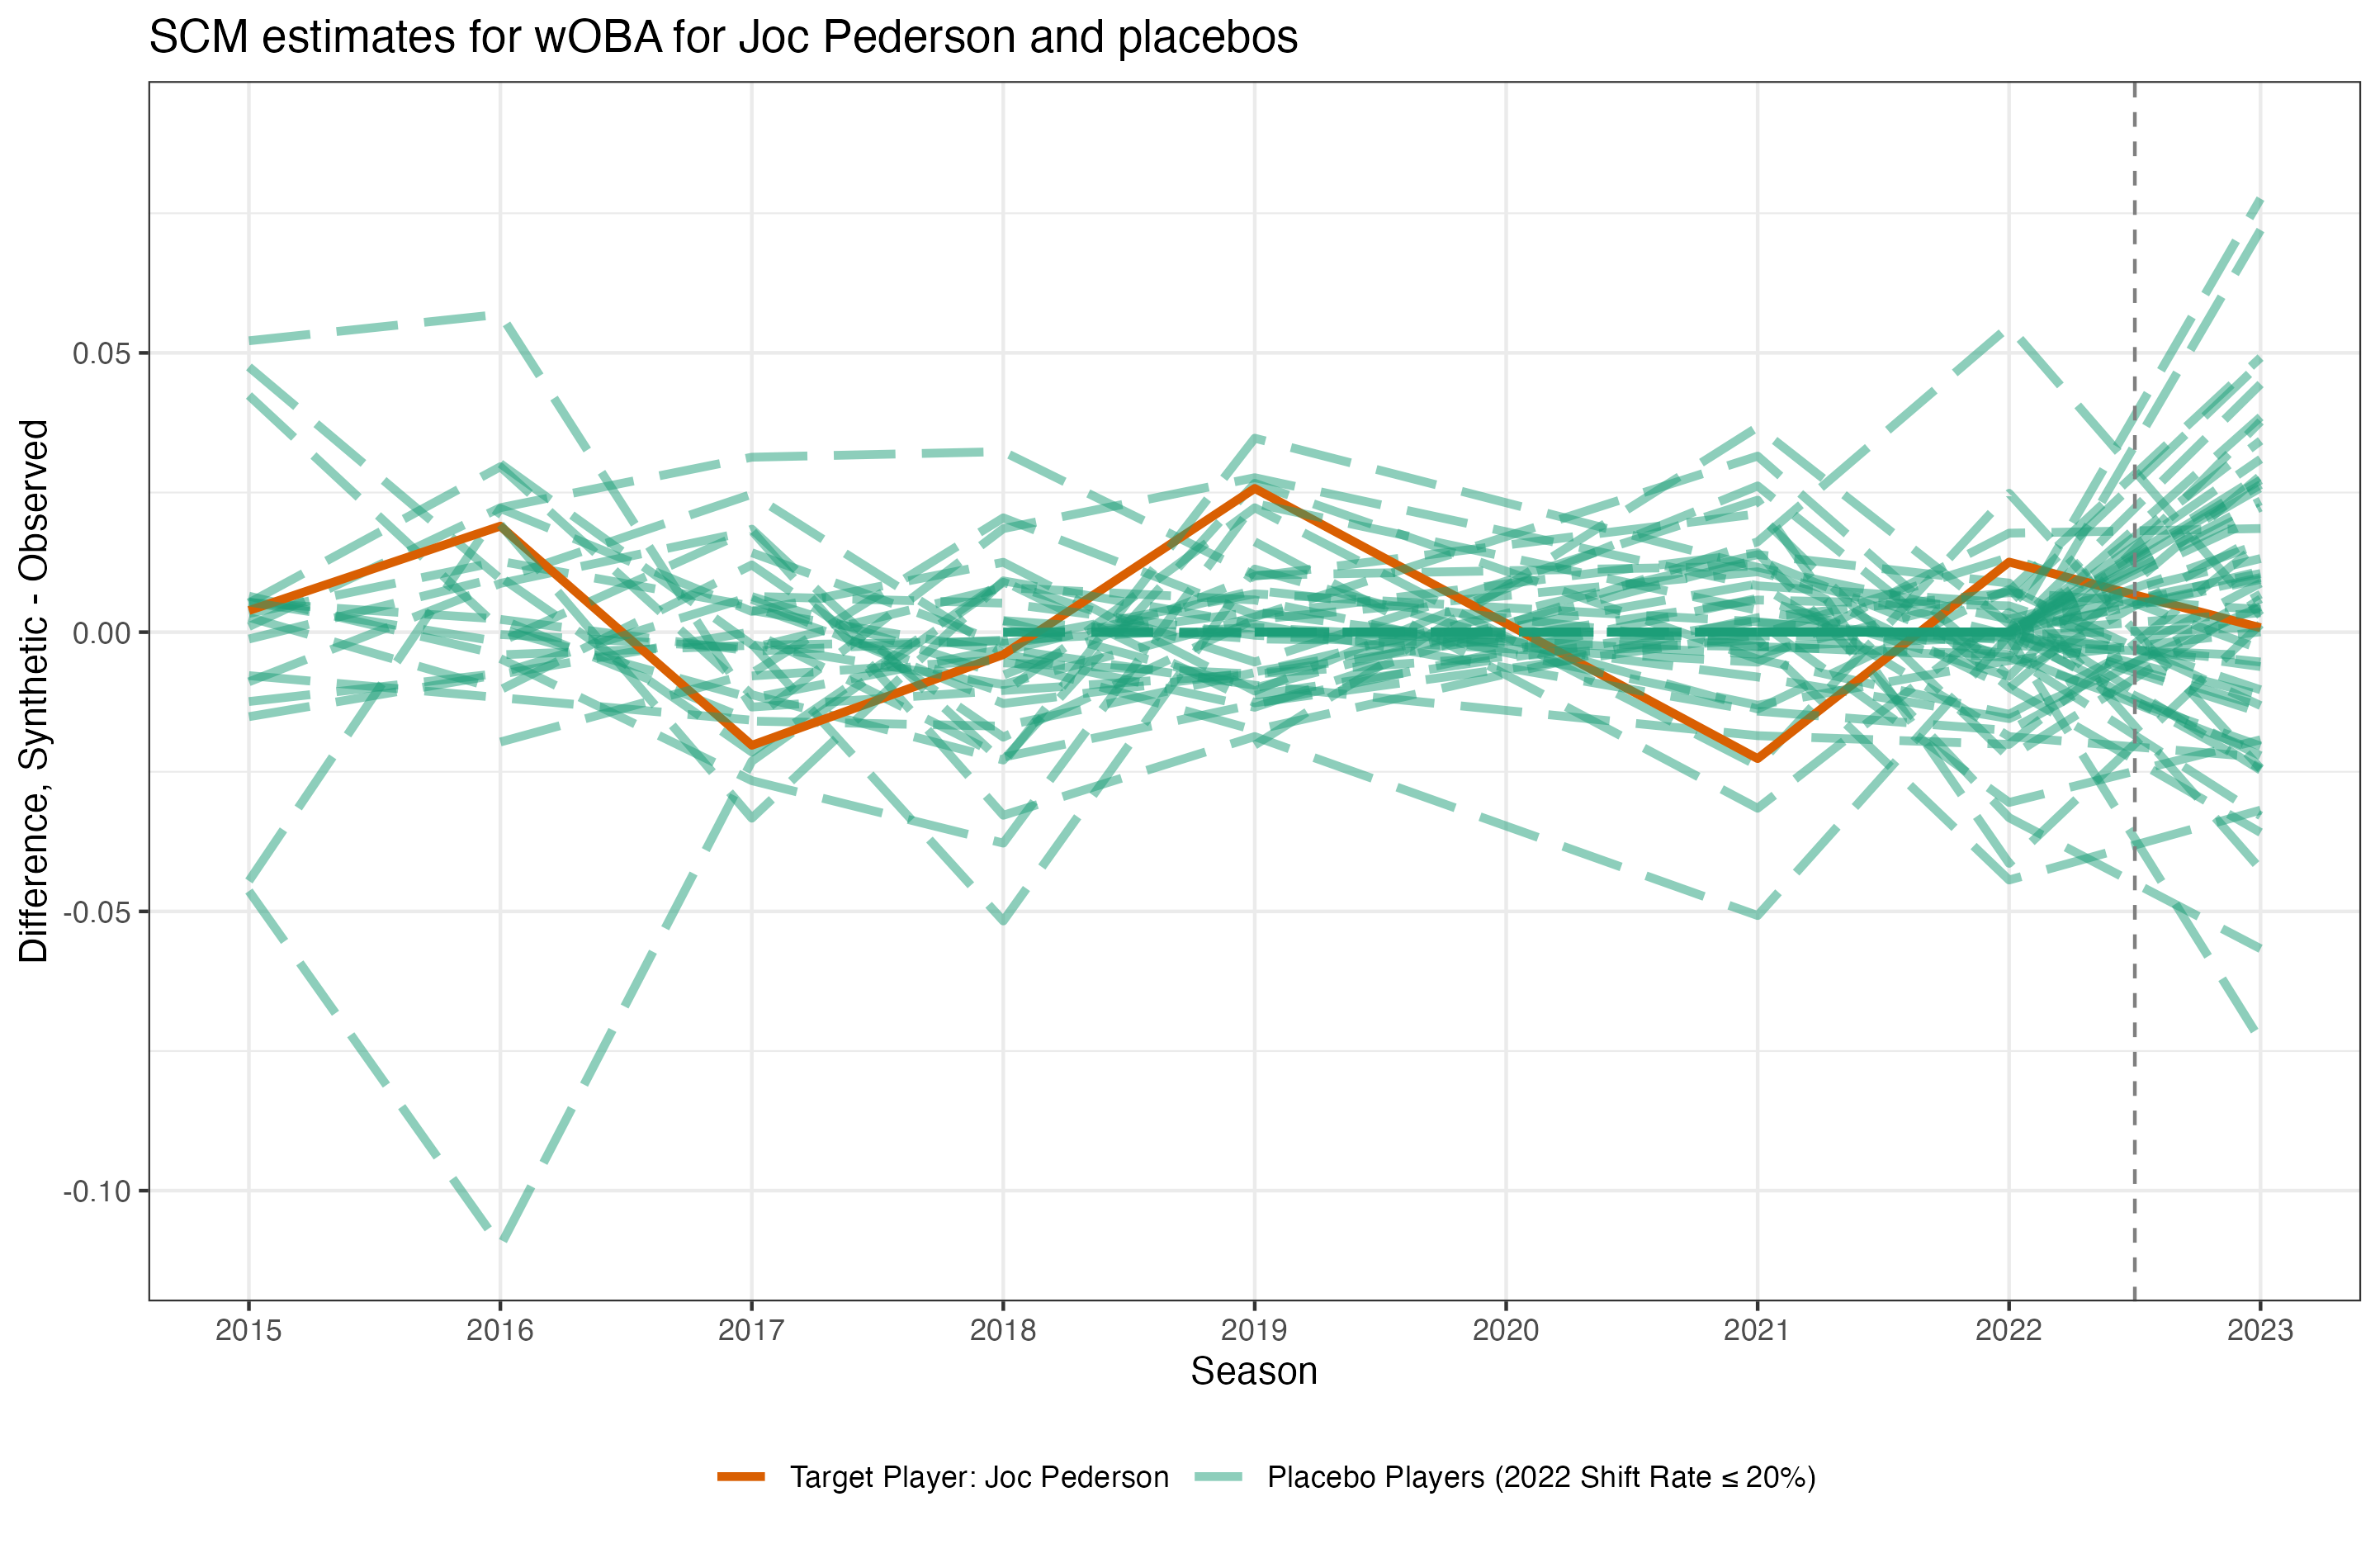 SCM estimates for wOBA for Joc Pederson and placebos
Difference, Synthetic - Observed
0.05
0.00
-0.05
-0.10
2015 2016 2017 2018 2019 2020 2021 2022 2023
Season
Target Player: Joc Pederson Placebo Players (2022 Shift Rate ≤ 20%)